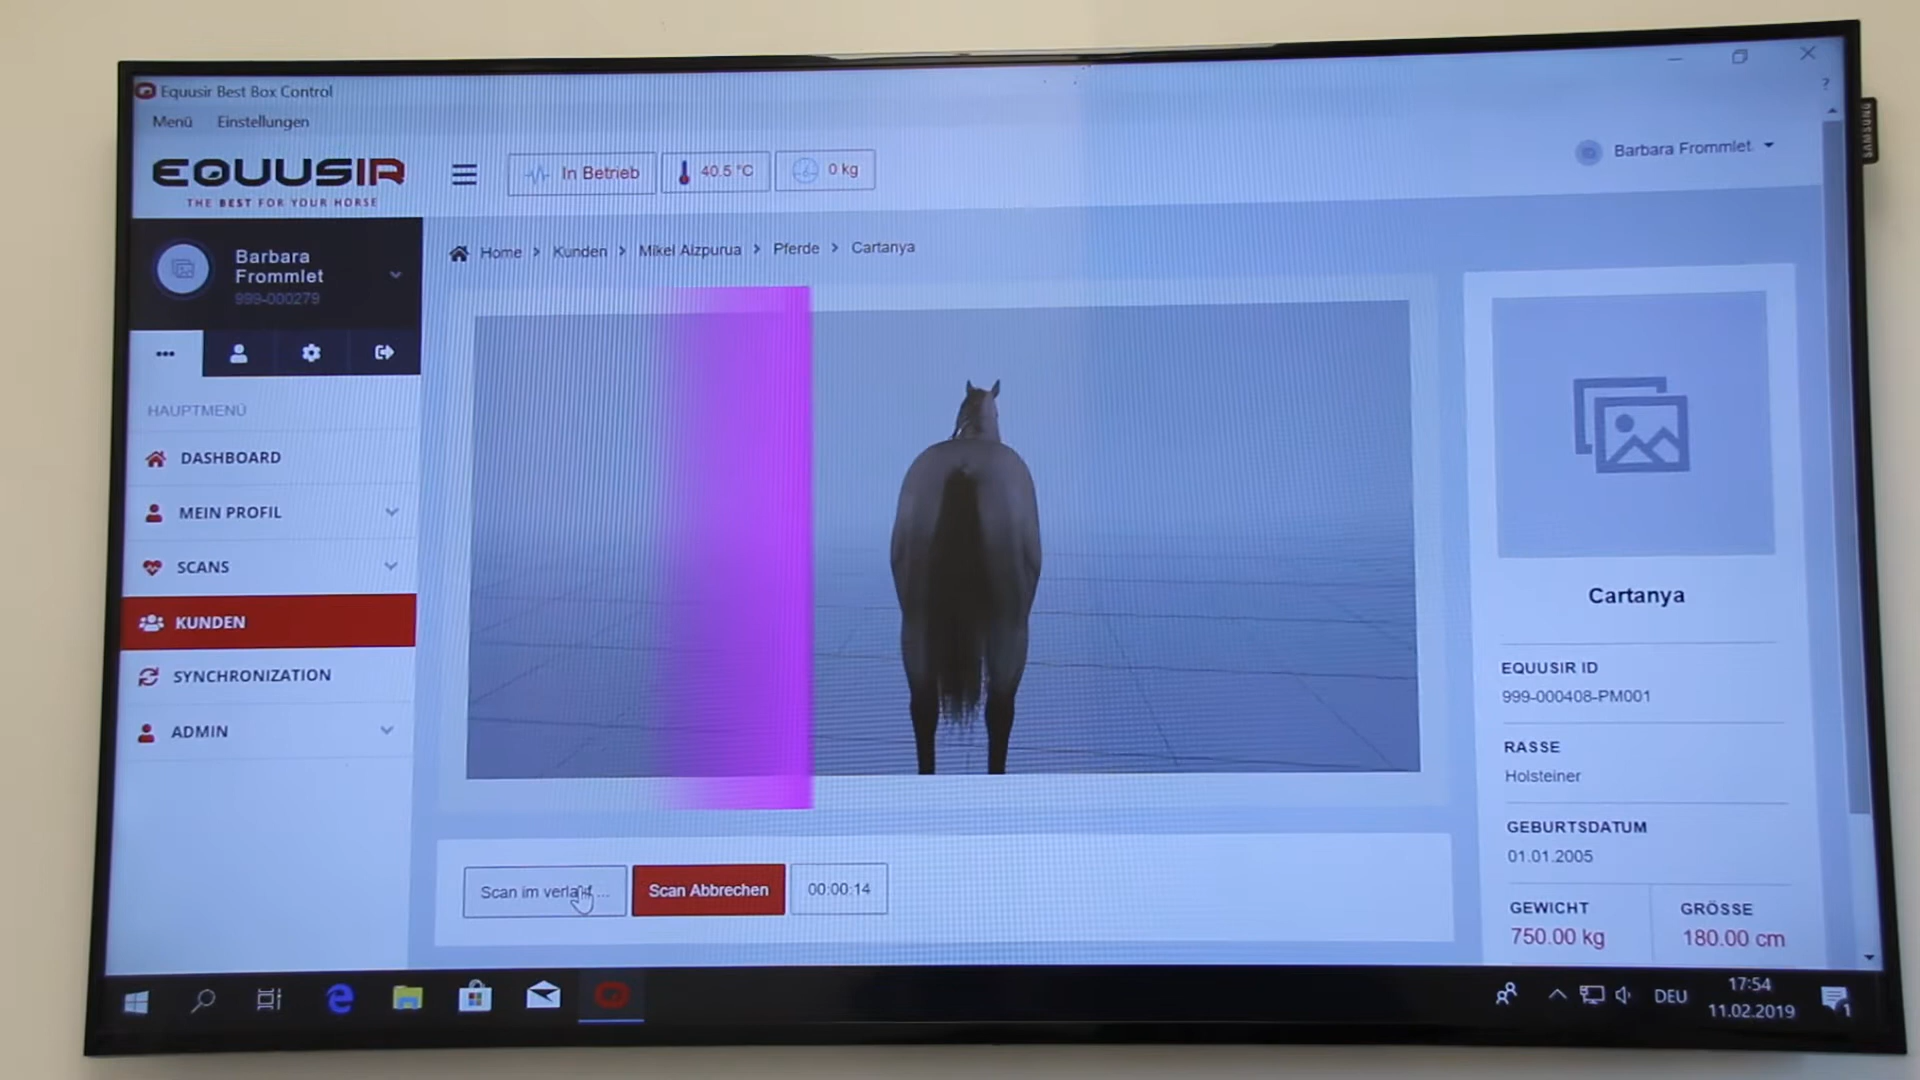 Equusir Best Box Control
?
Menü Einstellungen
SAMSUNG
EQUUSIR
THE BEST FOR YOUR HORSE
In Betrieb
40.5 °C
0 kg
Barbara Frommlet
Barbara
Frommlet
999-000279
Home > Kunden > Mikel Aizpurua > Pferde > Cartanya
HAUPTMENÜ
DASHBOARD
MEIN PROFIL
SCANS
KUNDEN
SYNCHRONIZATION
ADMIN
Cartanya
EQUUSIR ID
999-000408-PM001
RASSE
Holsteiner
GEBURTSDATUM
01.01.2005
GEWICHT
750.00 kg
GRÖSSE
180.00 cm
Scan im verlauf ...
Scan Abbrechen
00:00:14
DEU
17:54
11.02.2019
1